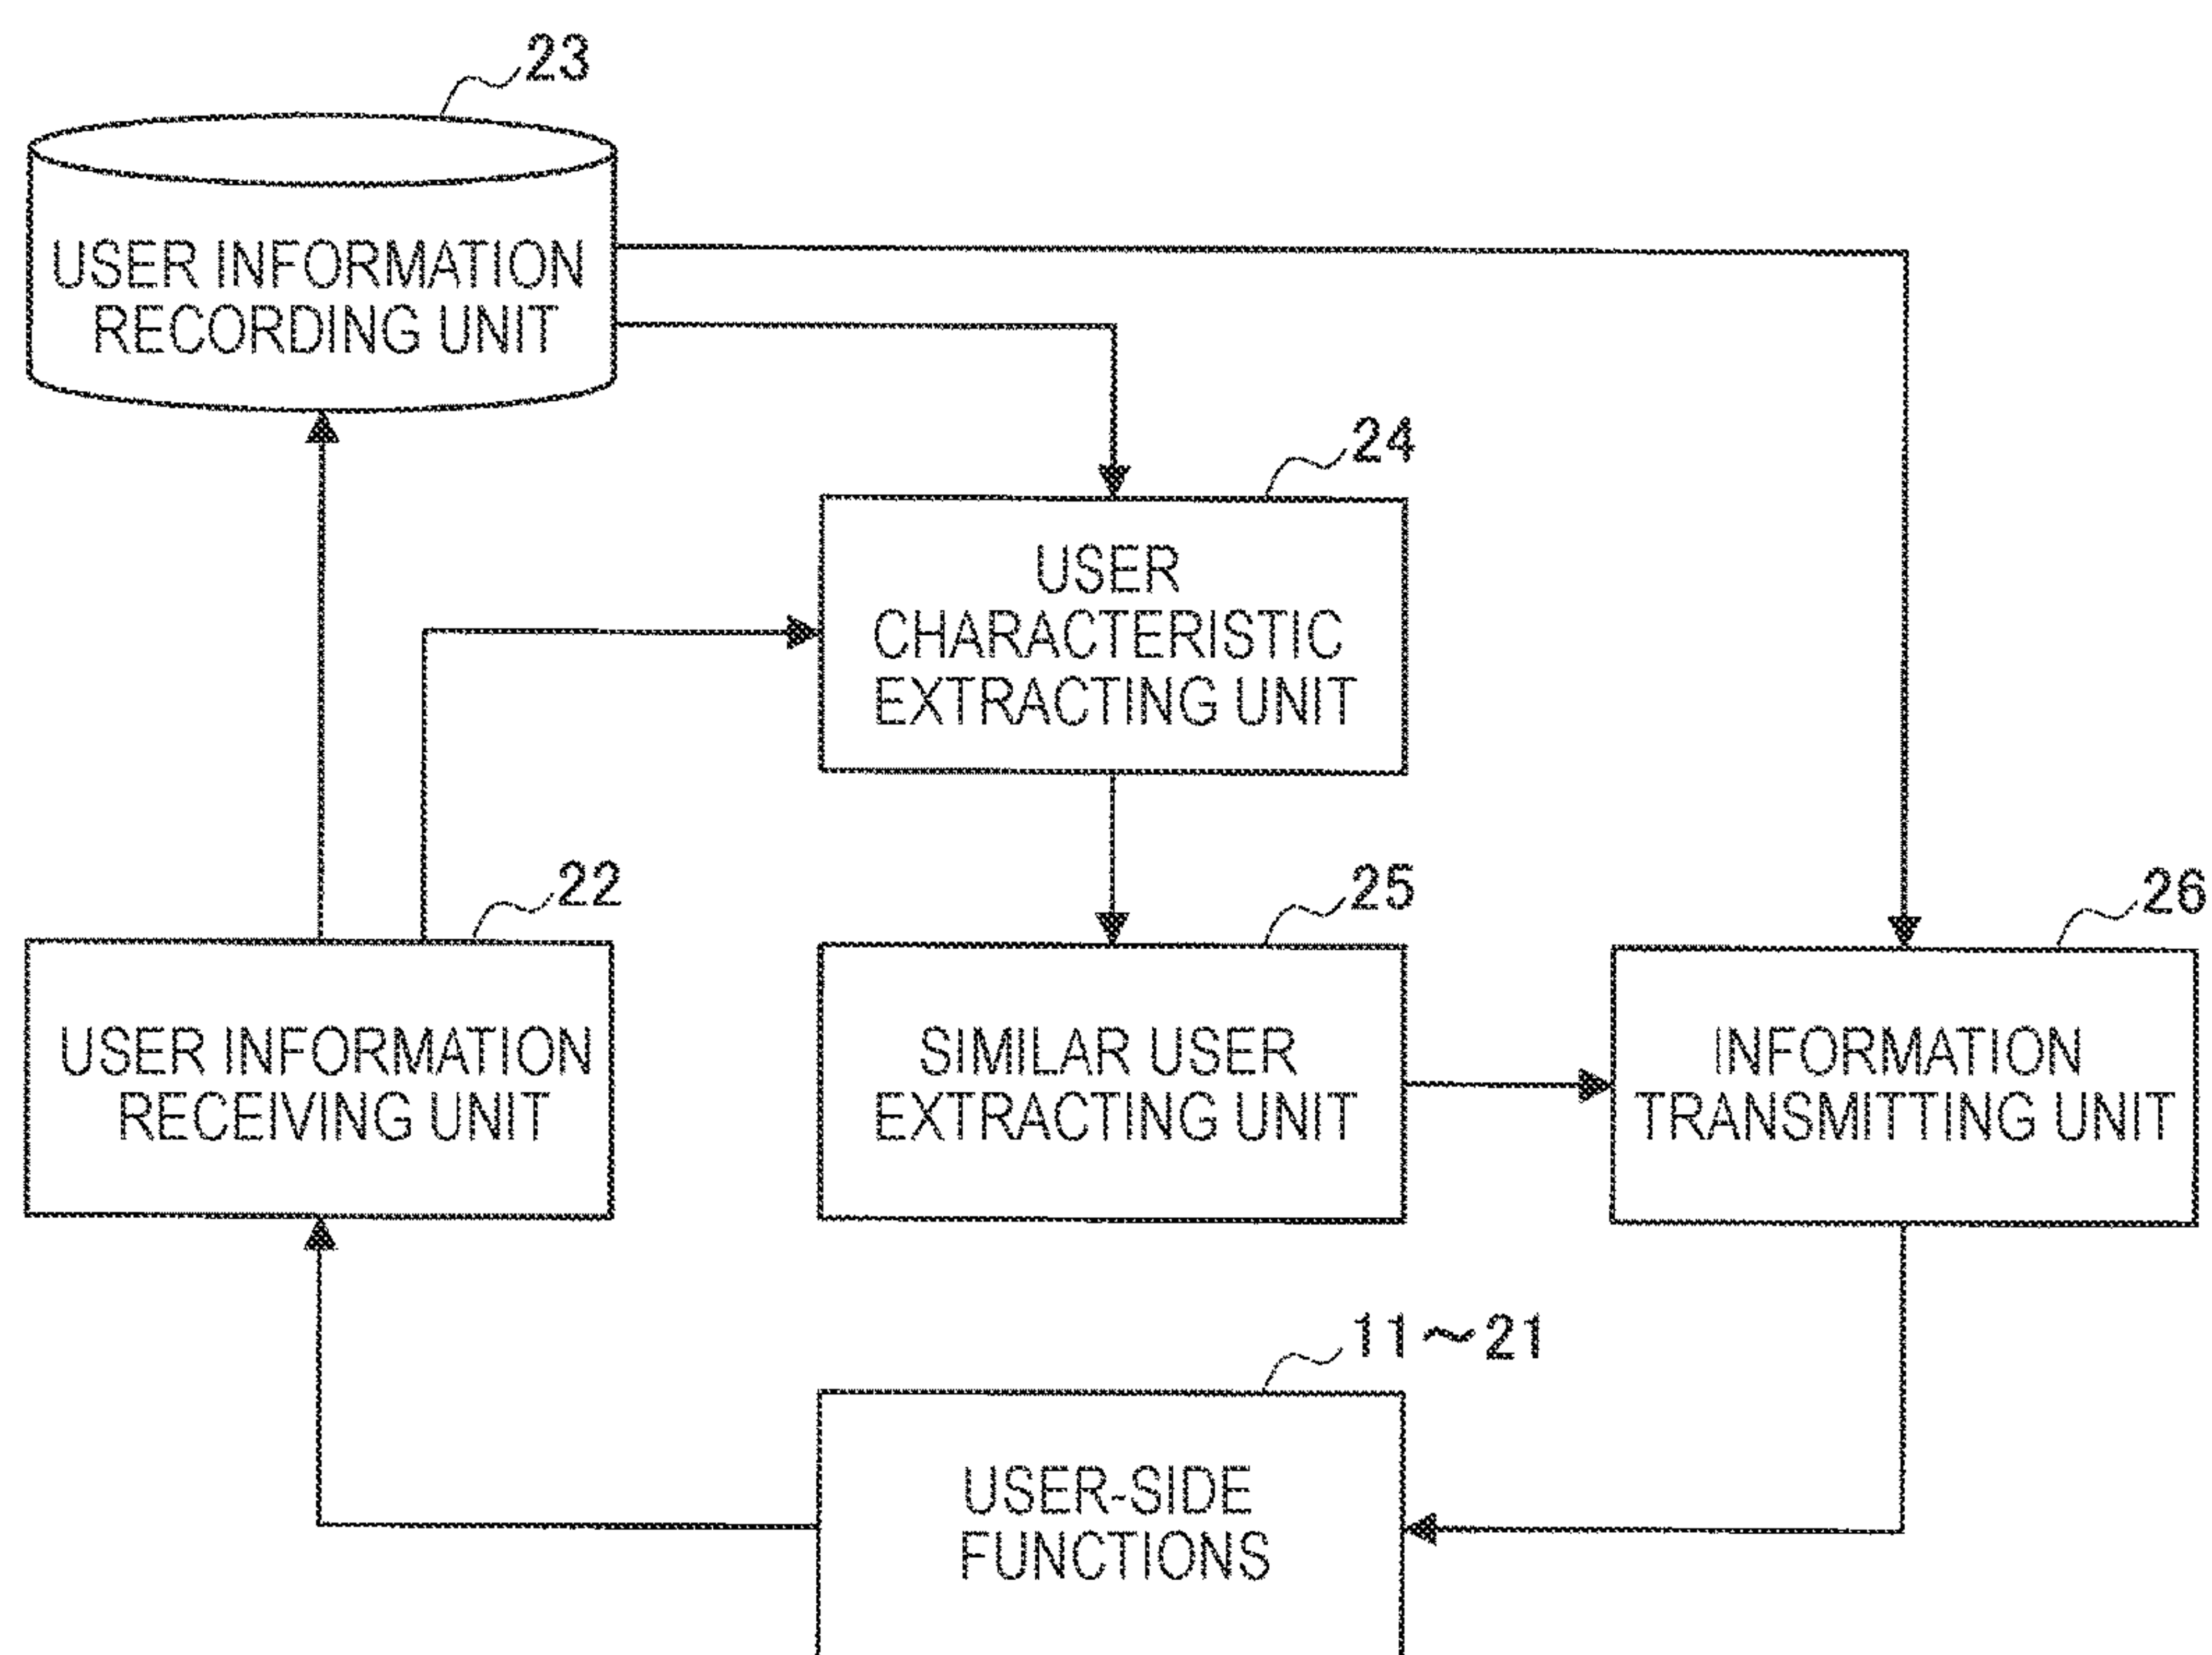 23
USER INFORMATION
RECORDING UNIT
24
USER
CHARACTERISTIC
EXTRACTING UNIT
22
USER INFORMATION
RECEIVING UNIT
25
SIMILAR USER
EXTRACTING UNIT
26
INFORMATION
TRANSMITTING UNIT
11～21
USER-SIDE
FUNCTIONS